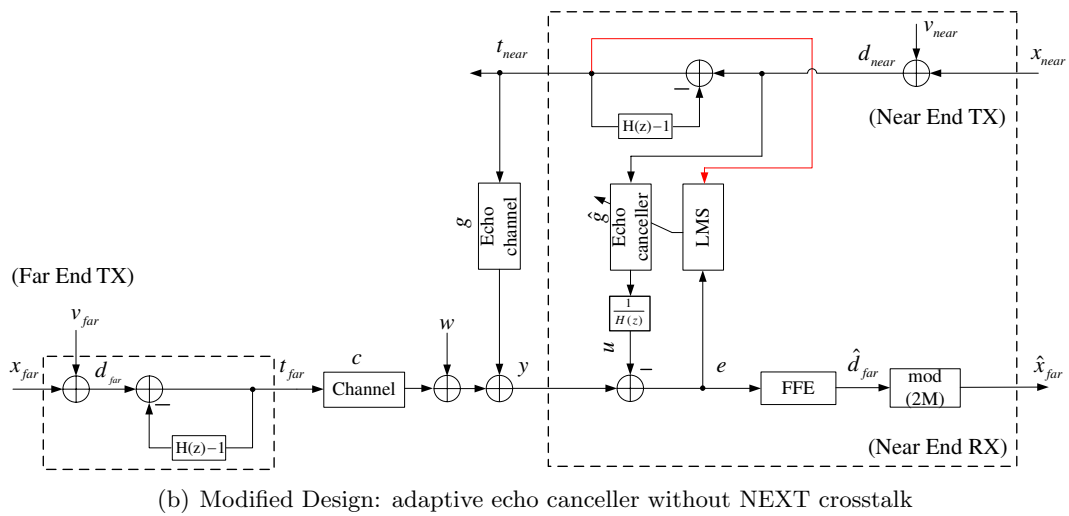 v_near
t_near
d_near
x_near
−
H(z)−1
(Near End TX)
g
Echo channel
ĝ
Echo canceller
LMS
(Far End TX)
v_far
1/H(z)
w
u
x_far
d_far
t_far
c
y
−
e
d̂_far
x̂_far
−
Channel
FFE
mod (2M)
H(z)−1
(Near End RX)
(b) Modified Design: adaptive echo canceller without NEXT crosstalk